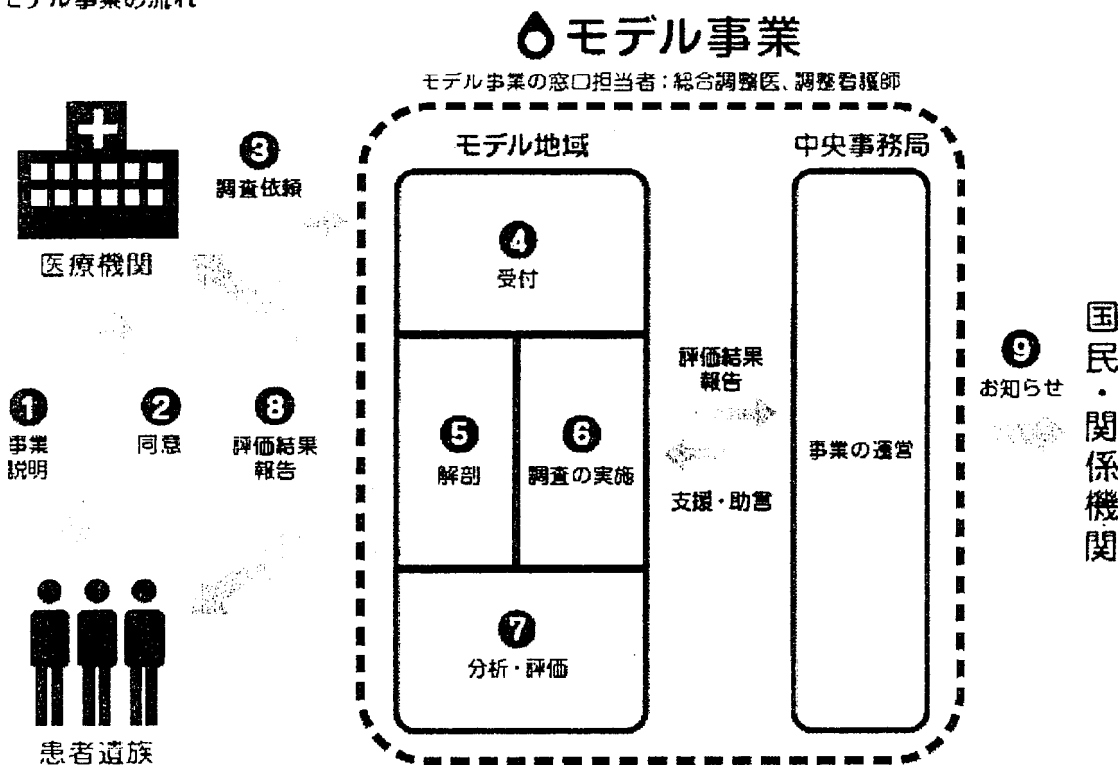 モデル事業の流れ
モデル事業
モデル事業の窓口担当者：総合調整医、調整看護師
医療機関
3
調査依頼
モデル地域
中央事務局
4
受付
1
事業
説明
2
同意
8
評価結果
報告
5
解剖
6
調査の実施
評価結果
報告
支援・助言
事業の運営
9
お知らせ
国民・関係機関
7
分析・評価
患者遺族